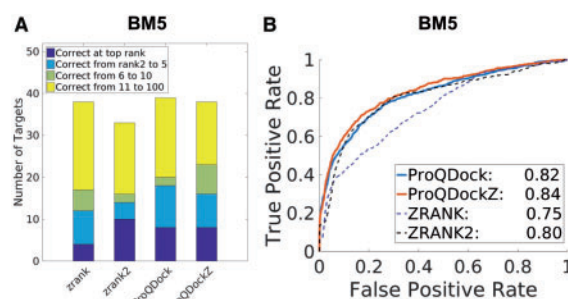 A
BM5
Number of Targets
50
40
30
20
10
0
Correct at top rank
Correct from rank2 to 5
Correct from 6 to 10
Correct from 11 to 100
zrank
zrank2
ProQDock
B
BM5
True Positive Rate
1
0.8
0.6
0.4
0.2
0
ProQDock: 0.82
ProQDockZ: 0.84
ZRANK: 0.75
ZRANK2: 0.80
0 0.2 0.4 0.6 0.8 1
False Positive Rate